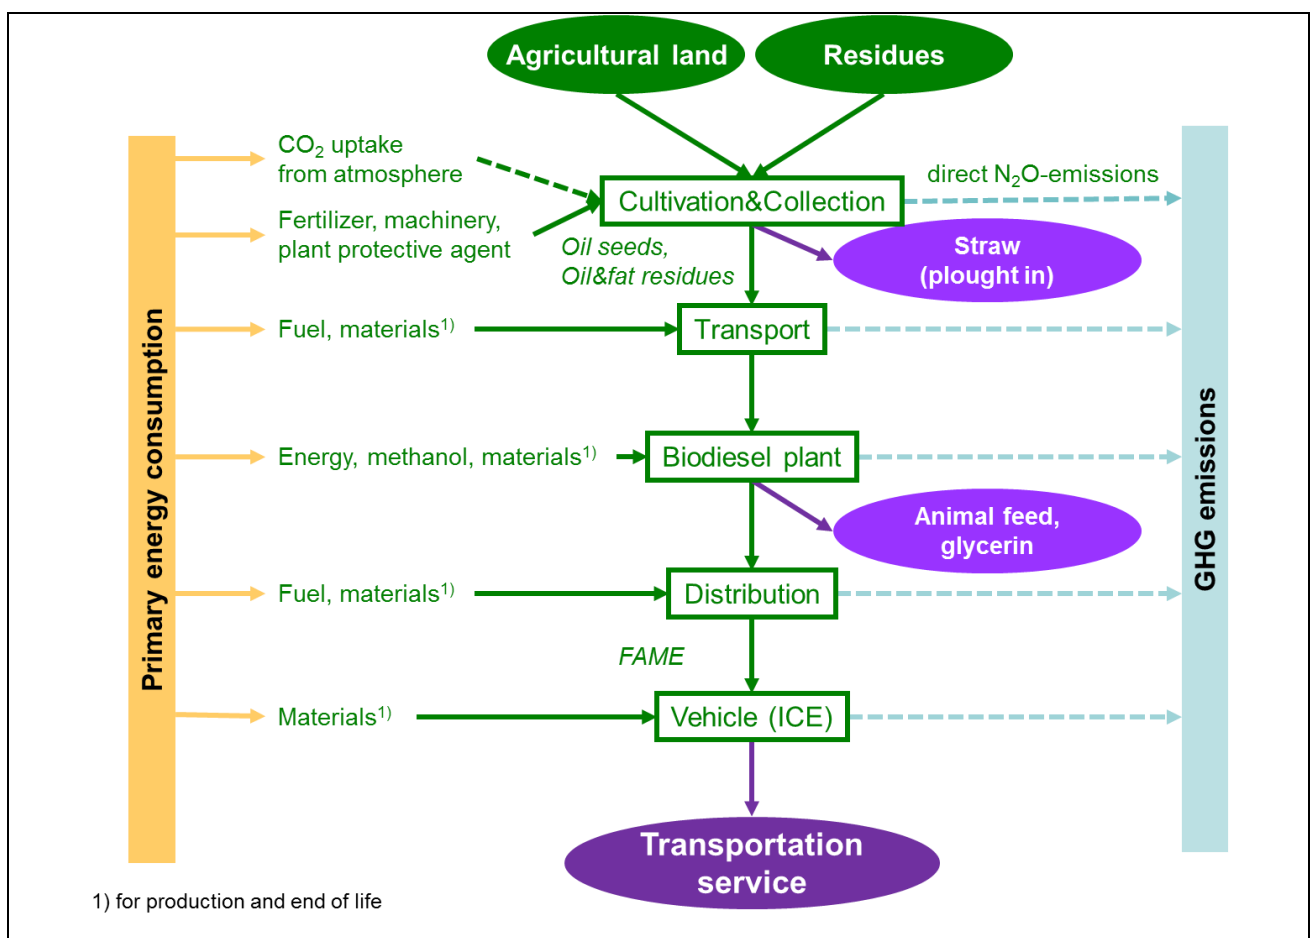 Agricultural land
Residues
CO₂ uptake
from atmosphere
direct N₂O-emissions
Cultivation&Collection
Fertilizer, machinery,
plant protective agent
Oil seeds,
Oil&fat residues
Straw
(plought in)
Fuel, materials¹⁾
Transport
Primary energy consumption
GHG emissions
Energy, methanol, materials¹⁾
Biodiesel plant
Animal feed,
glycerin
Fuel, materials¹⁾
Distribution
FAME
Materials¹⁾
Vehicle (ICE)
Transportation
service
1) for production and end of life